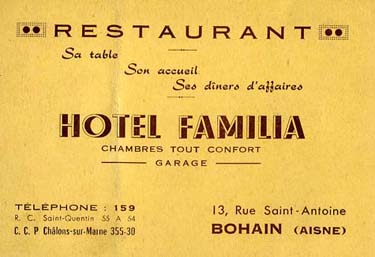 RESTAURANT
Sa table
Son accueil
Ses dîners d'affaires
HOTEL FAMILIA
CHAMBRES TOUT CONFORT
GARAGE
TÉLÉPHONE : 159
R. C. Saint-Quentin 55 A 54
C. C. P Châlons-sur-Marne 355-30
13, Rue Saint-Antoine
BOHAIN (AISNE)